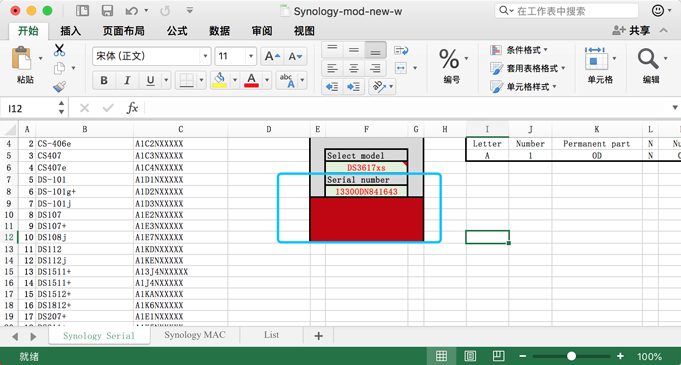 Synology-mod-new-w
在工作表中搜索
开始 插入 页面布局 公式 数据 审阅 视图 共享
粘贴 宋体 (正文) 11 A A 编号 条件格式 套用表格格式 单元格样式 单元格 编辑
B I U A abc A
I12 fx
A B C D E F G H I J K L
4 2 CS-406e A1C2NXXXXX Letter Number Permanent part N
5 3 CS407 A1C3NXXXXX Select model A 1 OD N
6 4 CS407e A1C4NXXXXX DS3617xs
7 5 DS-101 A1D1NXXXXX Serial number
8 6 DS-101g+ A1D2NXXXXX 1330ODN841643
9 7 DS-101j A1D3NXXXXX
10 8 DS107 A1E2NXXXXX
11 9 DS107+ A1E3NXXXXX
12 10 DS108j A1E7NXXXXX
13 11 DS112 A1KDNXXXXX
14 12 DS112j A1KENXXXXX
15 13 DS1511+ A13J4NXXXXX
16 14 DS1511+ A1J4NXXXXX
17 15 DS1512+ A1KANXXXXX
18 16 DS1812+ A1K6NXXXXX
19 17 DS207+ A1E1NXXXXX
Synology Serial Synology MAC List +
就绪 100%